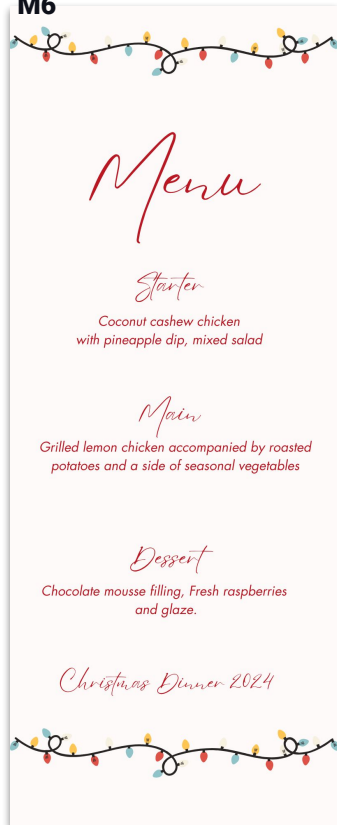 M6
Menu
Starter
Coconut cashew chicken
with pineapple dip, mixed salad
Main
Grilled lemon chicken accompanied by roasted
potatoes and a side of seasonal vegetables
Dessert
Chocolate mousse filling, Fresh raspberries
and glaze.
Christmas Dinner 2024